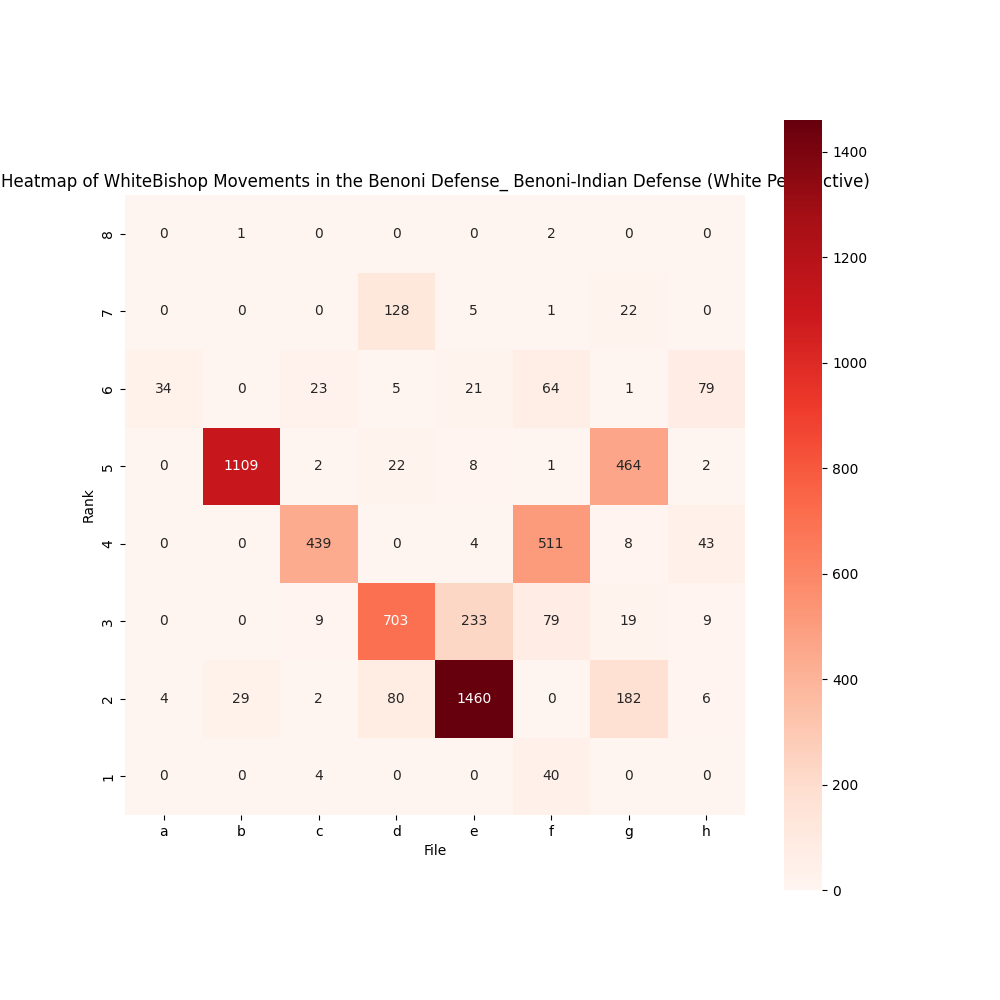 Heatmap of WhiteBishop Movements in the Benoni Defense_ Benoni-Indian Defense (White Pe ctive)
Rank
8 0 1 0 0 0 2 0 0
7 0 0 0 128 5 1 22 0
6 34 0 23 5 21 64 1 79
5 0 1109 2 22 8 1 464 2
4 0 0 439 0 4 511 8 43
3 0 0 9 703 233 79 19 9
2 4 29 2 80 1460 0 182 6
1 0 0 4 0 0 40 0 0
a b c d e f g h
File
1400
1200
1000
800
600
400
200
0